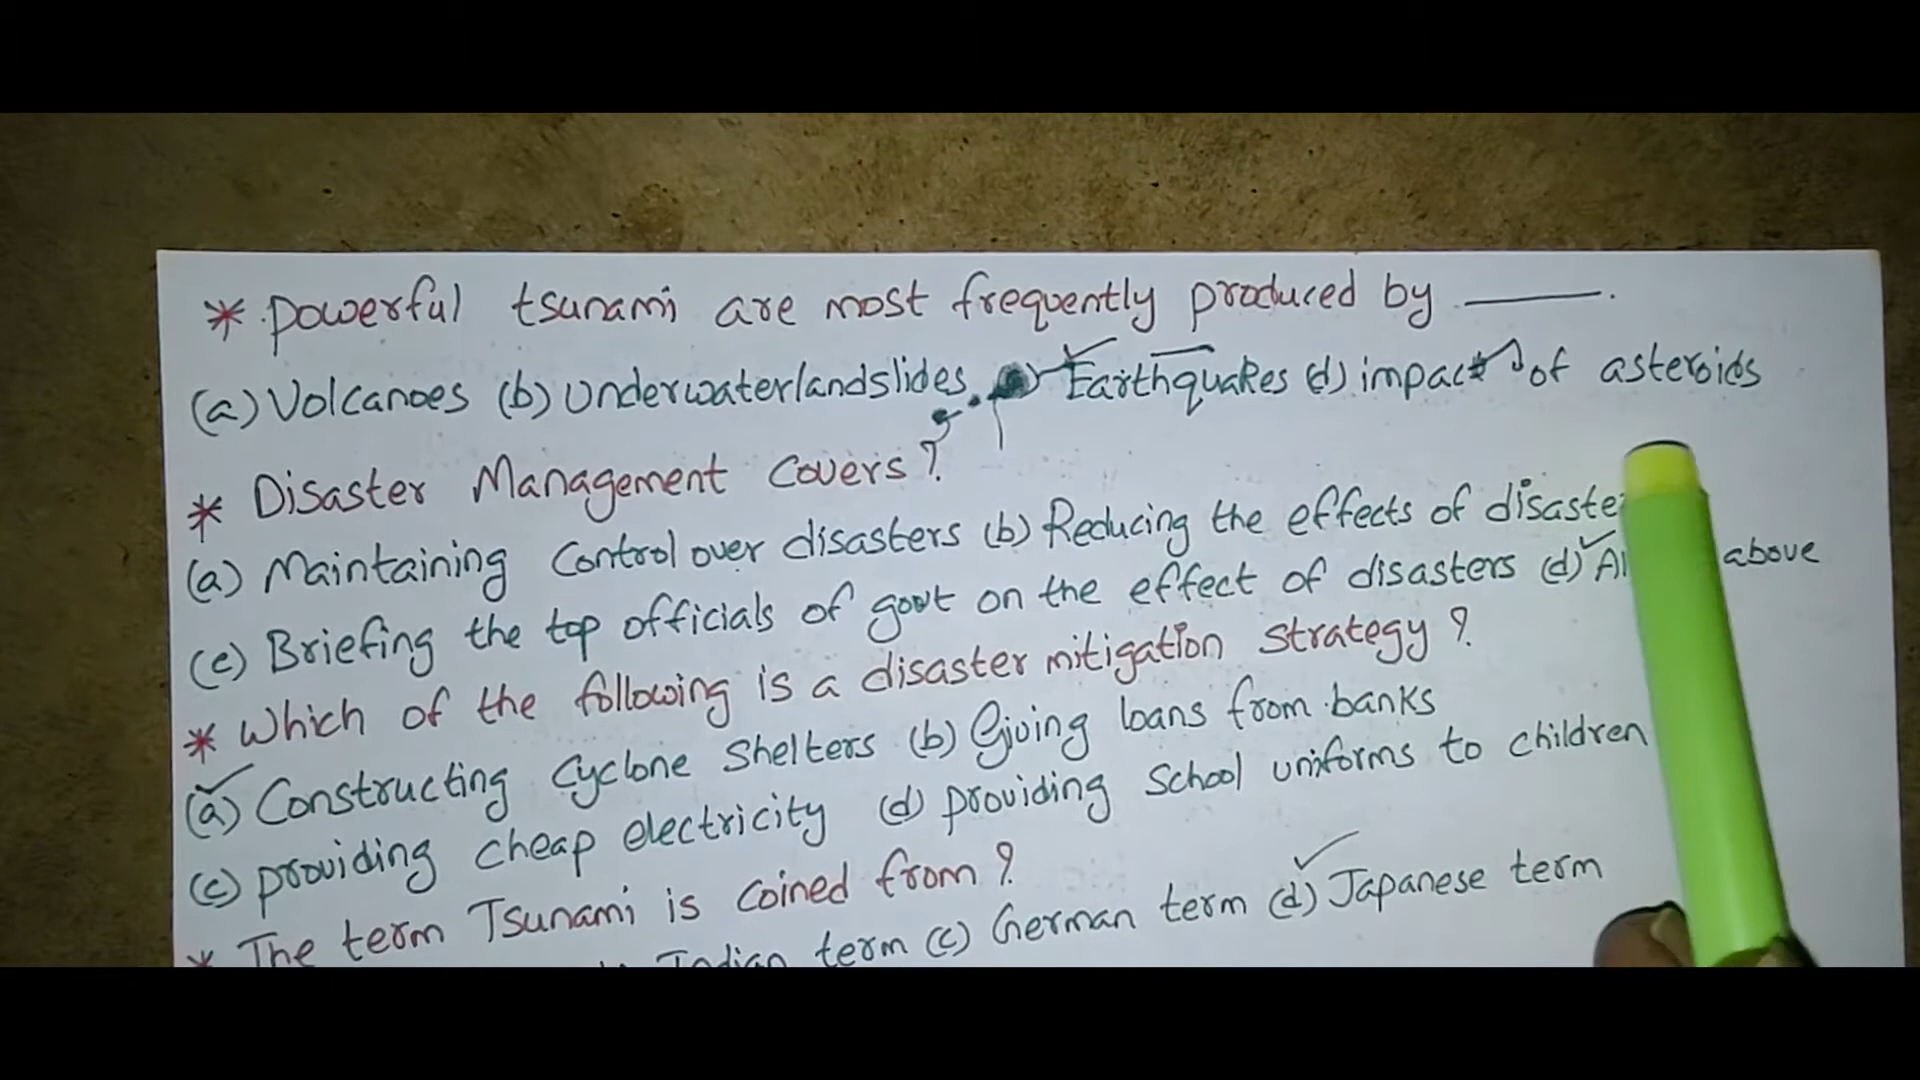 * Powerful tsunami are most frequently produced by ———.
(a) Volcanoes (b) Underwaterlandslides. Earthquakes (d) impact of asteroids
* Disaster Management Covers?
(a) Maintaining Control over disasters (b) Reducing the effects of disaste
(c) Briefing the top officials of govt on the effect of disasters (d) Al above
* Which of the following is a disaster mitigation strategy?
(a) Constructing Cyclone Shelters (b) Giving loans from banks
(c) providing cheap electricity (d) providing School uniforms to children
* The term Tsunami is coined from?
Indian term (c) German term (d) Japanese term